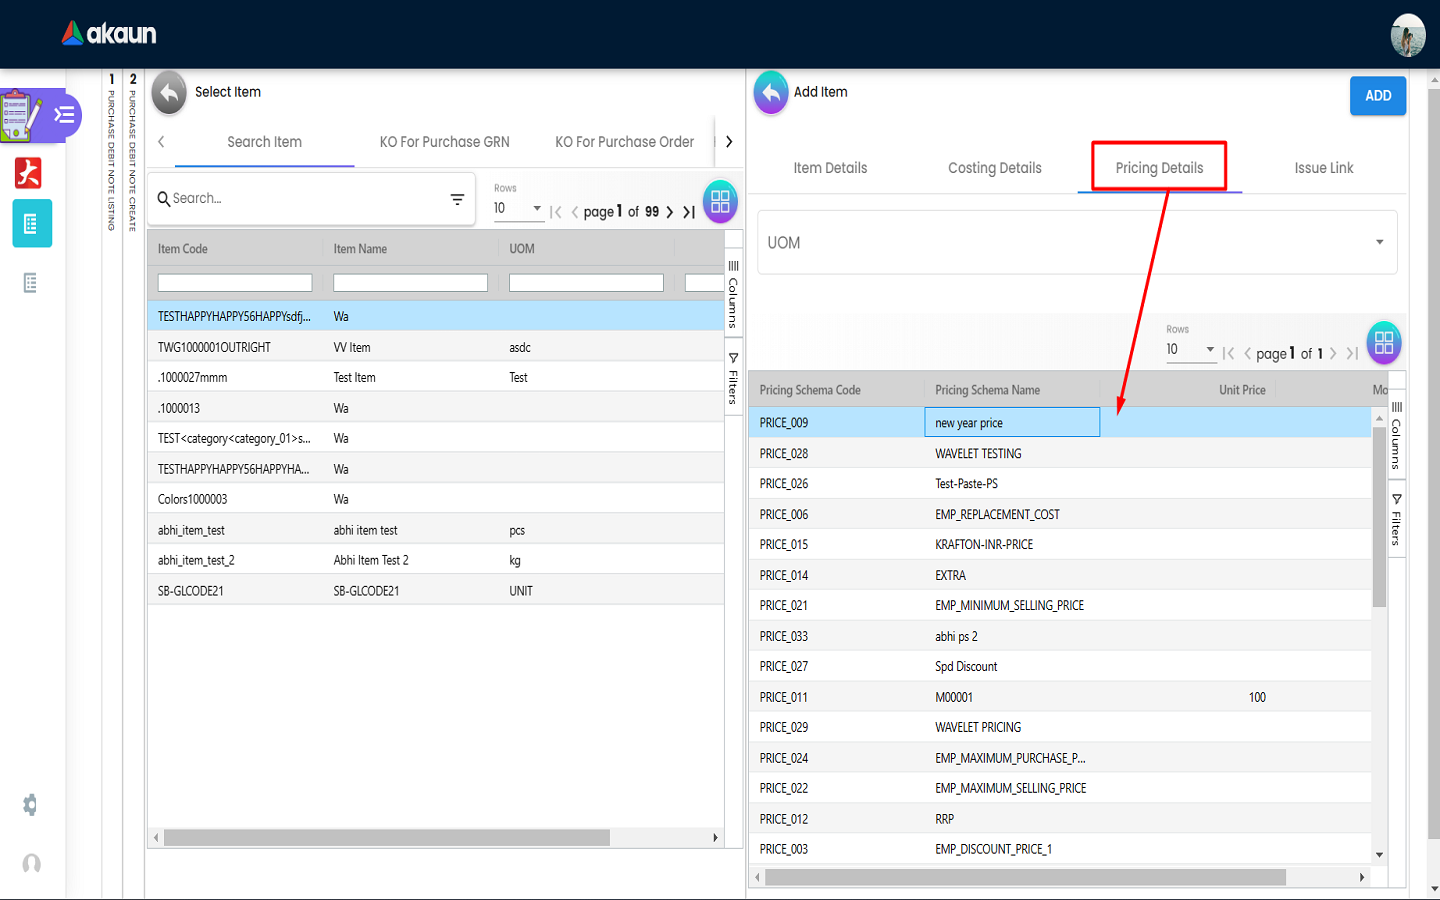 akaun
1 PURCHASE DEBIT NOTE LISTING
2 PURCHASE DEBIT NOTE CREATE
Select Item
Search Item
KO For Purchase GRN
KO For Purchase Order
Search...
Rows
10
page 1 of 99
Item Code Item Name UOM
TESTHAPPYHAPPY56HAPPYsdfj... Wa
TWG1000001OUTRIGHT VV Item asdc
.1000027mmm Test Item Test
.1000013 Wa
TEST<category<category_01>s... Wa
TESTHAPPYHAPPY56HAPPYHA... Wa
Colors1000003 Wa
abhi_item_test abhi item test pcs
abhi_item_test_2 Abhi Item Test 2 kg
SB-GLCODE21 SB-GLCODE21 UNIT
Columns
Filters
Add Item
ADD
Item Details
Costing Details
Pricing Details
Issue Link
UOM
Rows
10
page 1 of 1
Pricing Schema Code Pricing Schema Name Unit Price Mo
PRICE_009 new year price
PRICE_028 WAVELET TESTING
PRICE_026 Test-Paste-PS
PRICE_006 EMP_REPLACEMENT_COST
PRICE_015 KRAFTON-INR-PRICE
PRICE_014 EXTRA
PRICE_021 EMP_MINIMUM_SELLING_PRICE
PRICE_033 abhi ps 2
PRICE_027 Spd Discount
PRICE_011 M00001 100
PRICE_029 WAVELET PRICING
PRICE_024 EMP_MAXIMUM_PURCHASE_P...
PRICE_022 EMP_MAXIMUM_SELLING_PRICE
PRICE_012 RRP
PRICE_003 EMP_DISCOUNT_PRICE_1
Columns
Filters